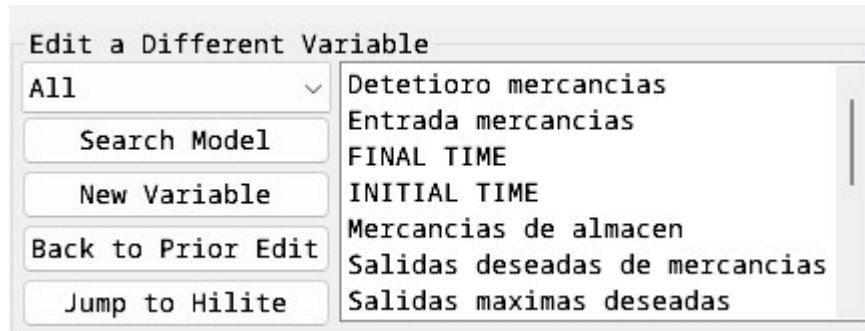 Edit a Different Variable
All
Search Model
New Variable
Back to Prior Edit
Jump to Hilite
Detetioro mercancias
Entrada mercancias
FINAL TIME
INITIAL TIME
Mercancias de almacen
Salidas deseadas de mercancias
Salidas maximas deseadas